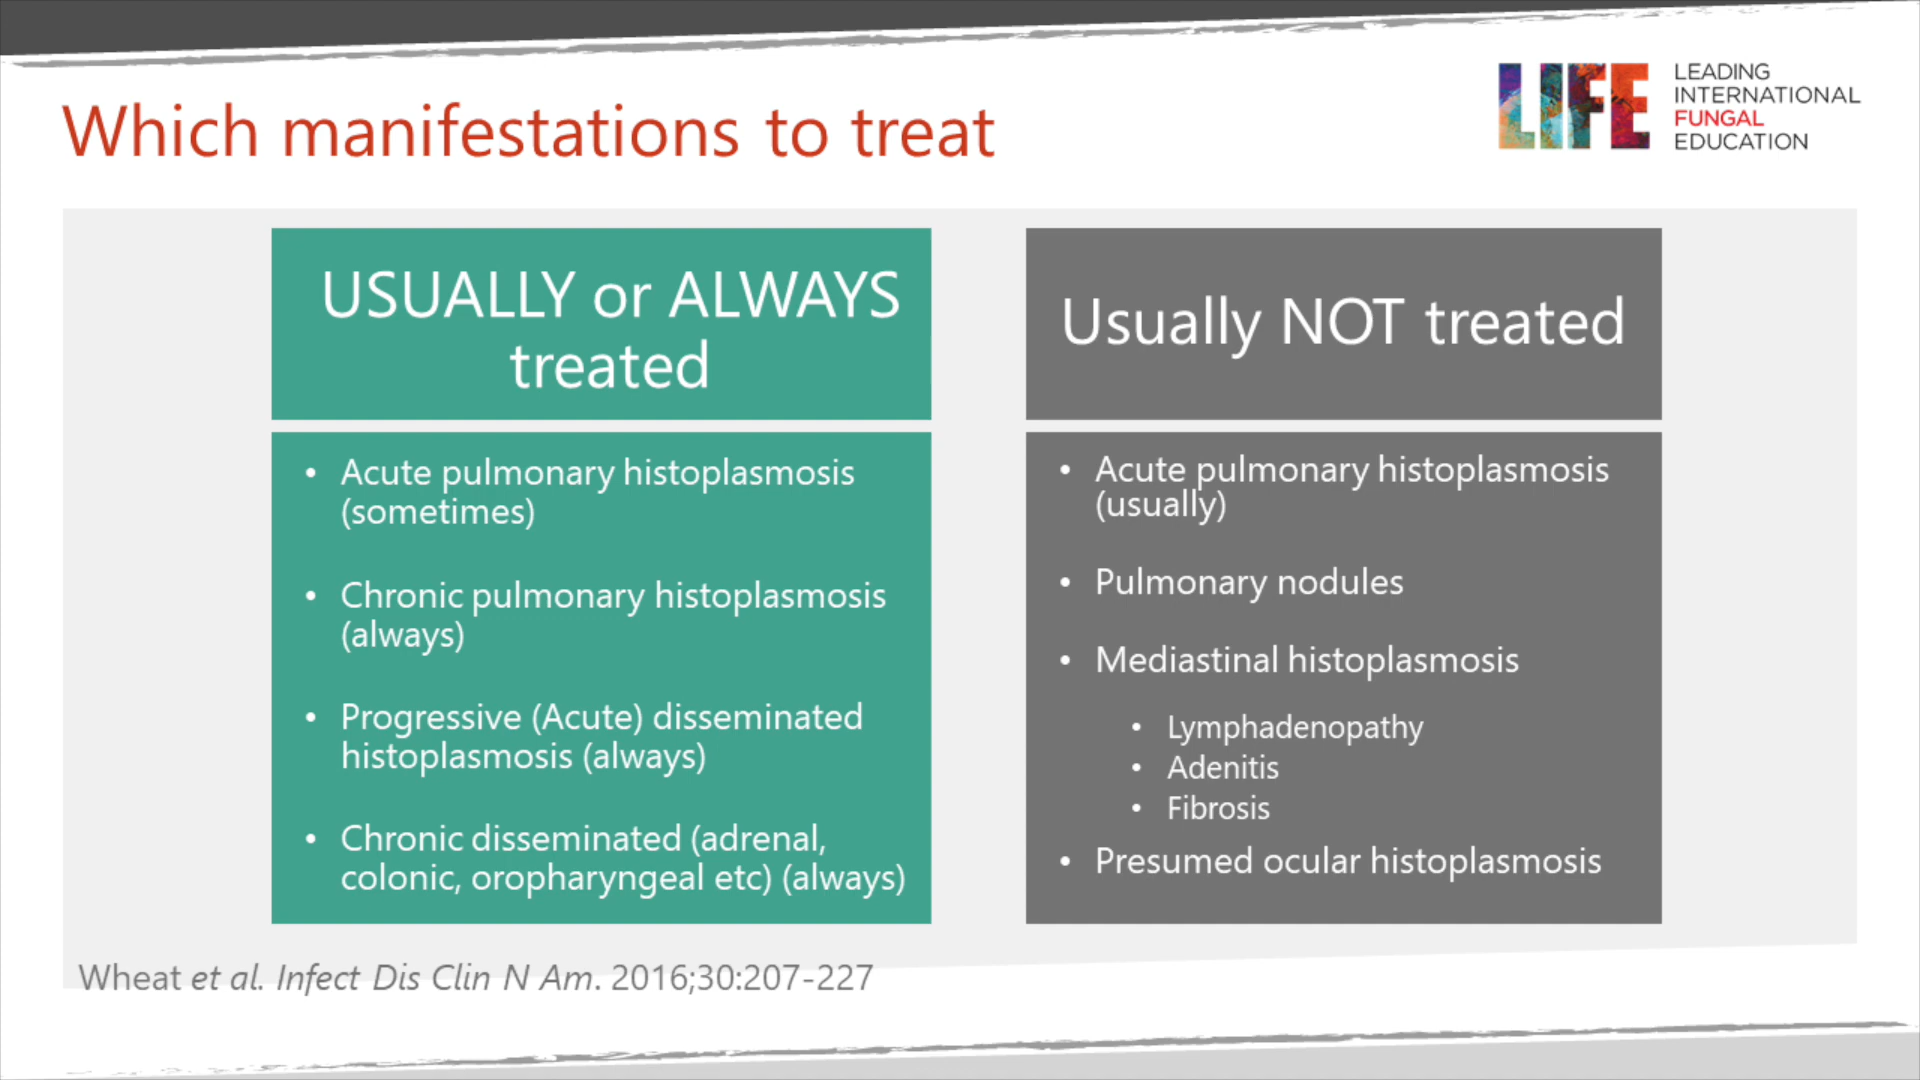 LIFE
LEADING
INTERNATIONAL
FUNGAL
EDUCATION
Which manifestations to treat
USUALLY or ALWAYS
treated
• Acute pulmonary histoplasmosis
(sometimes)
• Chronic pulmonary histoplasmosis
(always)
• Progressive (Acute) disseminated
histoplasmosis (always)
• Chronic disseminated (adrenal,
colonic, oropharyngeal etc) (always)
Usually NOT treated
• Acute pulmonary histoplasmosis
(usually)
• Pulmonary nodules
• Mediastinal histoplasmosis
• Lymphadenopathy
• Adenitis
• Fibrosis
• Presumed ocular histoplasmosis
Wheat et al. Infect Dis Clin N Am. 2016;30:207-227